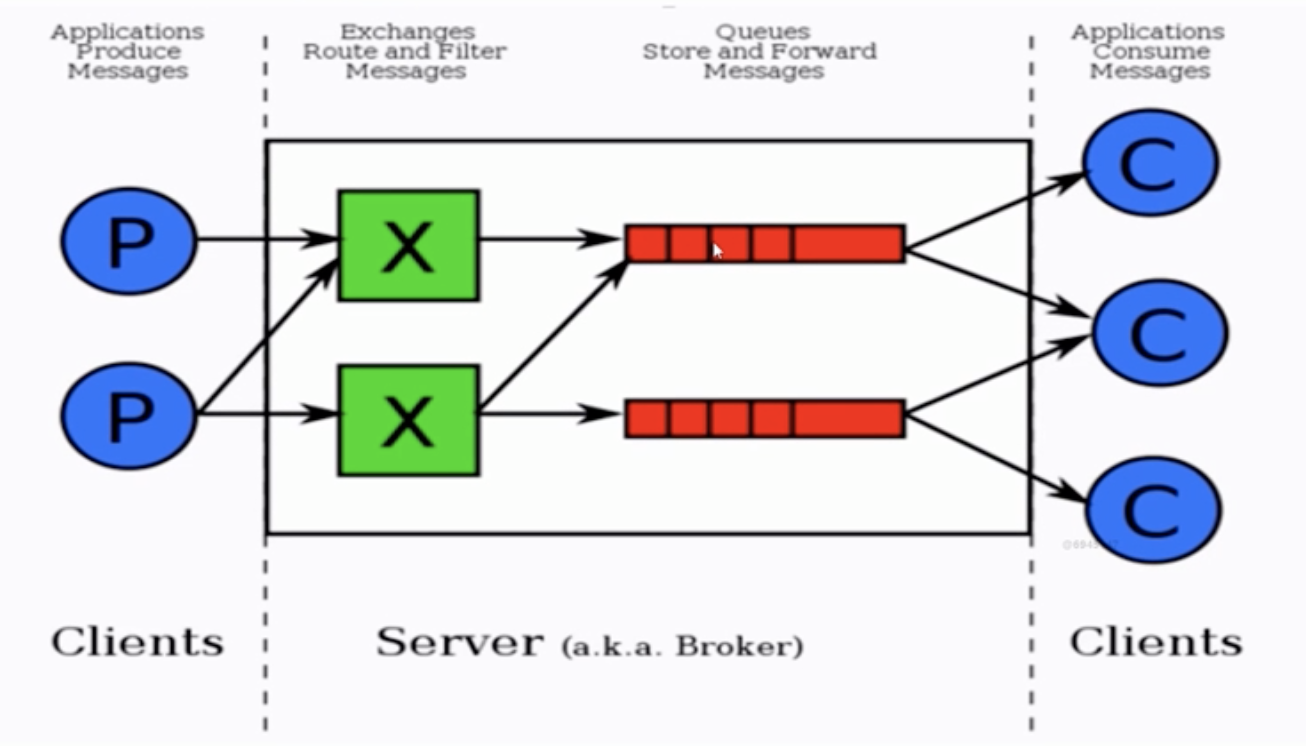 Applications
Produce
Messages
Exchanges
Route and Filter
Messages
Queues
Store and Forward
Messages
Applications
Consume
Messages
P
X
C
P
X
C
C
Clients
Server (a.k.a. Broker)
Clients